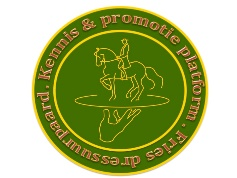 Kennis & promotie platform . Fries dressuurpaard .